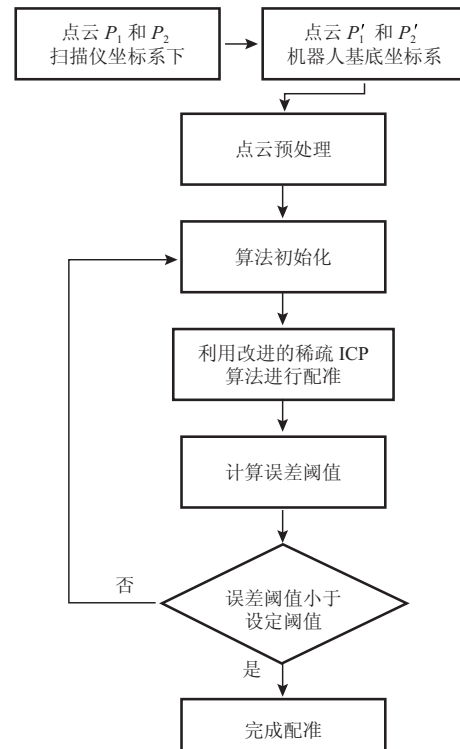 点云 P₁ 和 P₂
扫描仪坐标系下
点云 P₁′ 和 P₂′
机器人基底坐标系
点云预处理
算法初始化
利用改进的稀疏 ICP
算法进行配准
计算误差阈值
误差阈值小于
设定阈值
否
是
完成配准